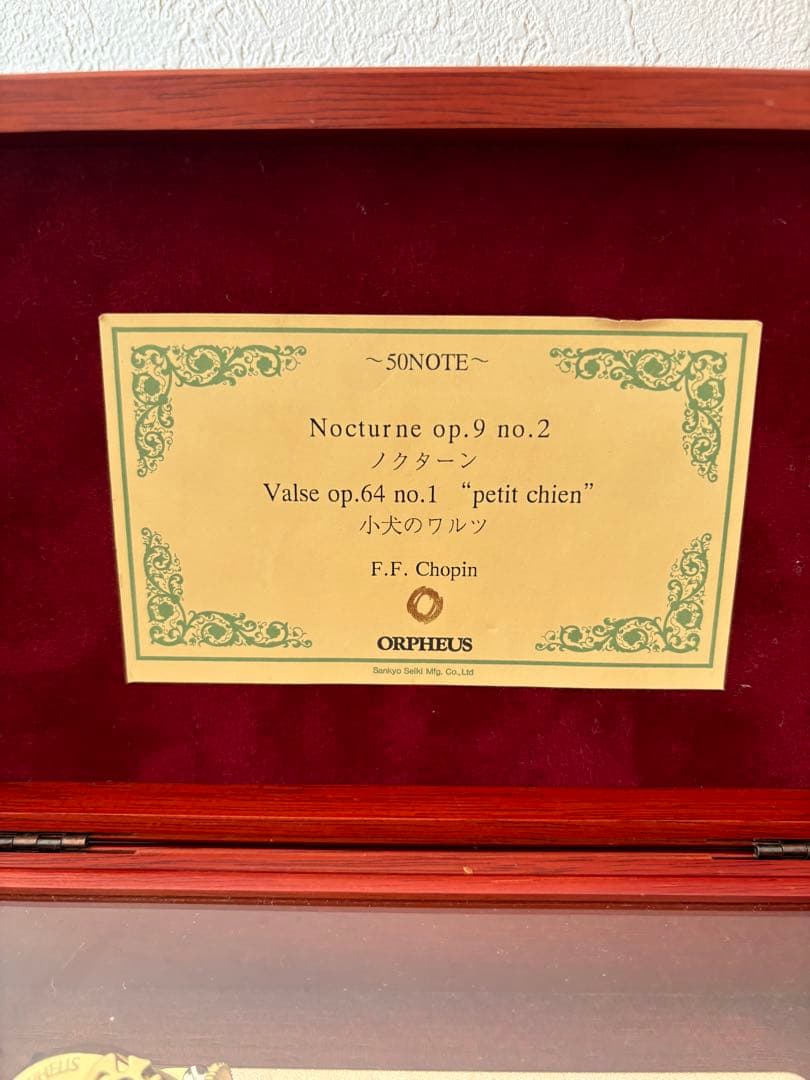 ～50NOTE～
Nocturne op.9 no.2
ノクターン
Valse op.64 no.1 “petit chien”
小犬のワルツ
F.F. Chopin
ORPHEUS
Sankyo Seiki Mfg. Co.,Ltd